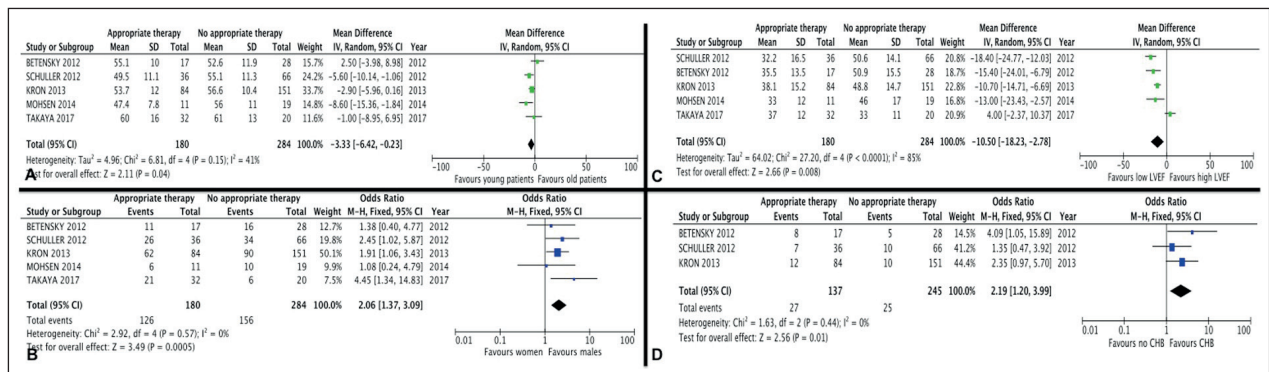 Appropriate therapy No appropriate therapy Mean Difference Mean Difference
Study or Subgroup Mean SD Total Mean SD Total Weight IV, Random, 95% CI Year IV, Random, 95% CI
BETENSKY 2012 55.1 10 17 52.6 11.9 28 15.7% 2.50 [-3.98, 8.98] 2012
SCHULLER 2012 49.5 11.1 36 55.1 11.3 66 24.2% -5.60 [-10.14, -1.06] 2012
KRON 2013 53.7 12 84 56.6 10.4 151 33.7% -2.90 [-5.96, 0.16] 2013
MOHSEN 2014 47.4 7.8 11 56 11 19 14.8% -8.60 [-15.36, -1.84] 2014
TAKAYA 2017 60 16 32 61 13 20 11.6% -1.00 [-8.95, 6.95] 2017
Total (95% CI) 180 284 100.0% -3.33 [-6.42, -0.23]
Heterogeneity: Tau² = 4.96; Chi² = 6.81, df = 4 (P = 0.15); I² = 41%
Test for overall effect: Z = 2.11 (P = 0.04)
-100 -50 0 50 100
Favours young patients Favours old patients
A
Appropriate therapy No appropriate therapy Odds Ratio Odds Ratio
Study or Subgroup Events Total Events Total Weight M-H, Fixed, 95% CI Year M-H, Fixed, 95% CI
BETENSKY 2012 11 17 16 28 12.7% 1.38 [0.40, 4.77] 2012
SCHULLER 2012 26 36 34 66 19.8% 2.45 [1.02, 5.87] 2012
KRON 2013 62 84 90 151 50.1% 1.91 [1.06, 3.43] 2013
MOHSEN 2014 6 11 10 19 9.9% 1.08 [0.24, 4.79] 2014
TAKAYA 2017 21 32 6 20 7.5% 4.45 [1.34, 14.83] 2017
Total (95% CI) 180 284 100.0% 2.06 [1.37, 3.09]
Total events 126 156
Heterogeneity: Chi² = 2.92, df = 4 (P = 0.57); I² = 0%
Test for overall effect: Z = 3.49 (P = 0.0005)
0.01 0.1 1 10 100
Favours women Favours males
B
Appropriate therapy No appropriate therapy Mean Difference Mean Difference
Study or Subgroup Mean SD Total Mean SD Total Weight IV, Random, 95% CI Year IV, Random, 95% CI
SCHULLER 2012 32.2 16.5 36 50.6 14.1 66 20.8% -18.40 [-24.77, -12.03] 2012
BETENSKY 2012 35.5 13.5 17 50.9 15.5 28 17.2% -15.40 [-24.01, -6.79] 2012
KRON 2013 38.1 15.2 84 48.8 14.7 151 22.8% -10.70 [-14.71, -6.69] 2013
MOHSEN 2014 33 12 11 46 17 19 14.8% -13.00 [-23.43, -2.57] 2014
TAKAYA 2017 37 12 32 33 11 20 20.9% 4.00 [-2.37, 10.37] 2017
Total (95% CI) 180 284 100.0% -10.50 [-18.23, -2.78]
Heterogeneity: Tau² = 64.02; Chi² = 27.20, df = 4 (P < 0.0001); I² = 85%
Test for overall effect: Z = 2.66 (P = 0.008)
-100 -50 0 50 100
Favours low LVEF Favours high LVEF
C
Appropriate therapy No appropriate therapy Odds Ratio Odds Ratio
Study or Subgroup Events Total Events Total Weight M-H, Fixed, 95% CI Year M-H, Fixed, 95% CI
BETENSKY 2012 8 17 5 28 14.5% 4.09 [1.05, 15.89] 2012
SCHULLER 2012 7 36 10 66 41.2% 1.35 [0.47, 3.92] 2012
KRON 2013 12 84 10 151 44.4% 2.35 [0.97, 5.70] 2013
Total (95% CI) 137 245 100.0% 2.19 [1.20, 3.99]
Total events 27 25
Heterogeneity: Chi² = 1.63, df = 2 (P = 0.44); I² = 0%
Test for overall effect: Z = 2.56 (P = 0.01)
0.01 0.1 1 10 100
Favours no CHB Favours CHB
D